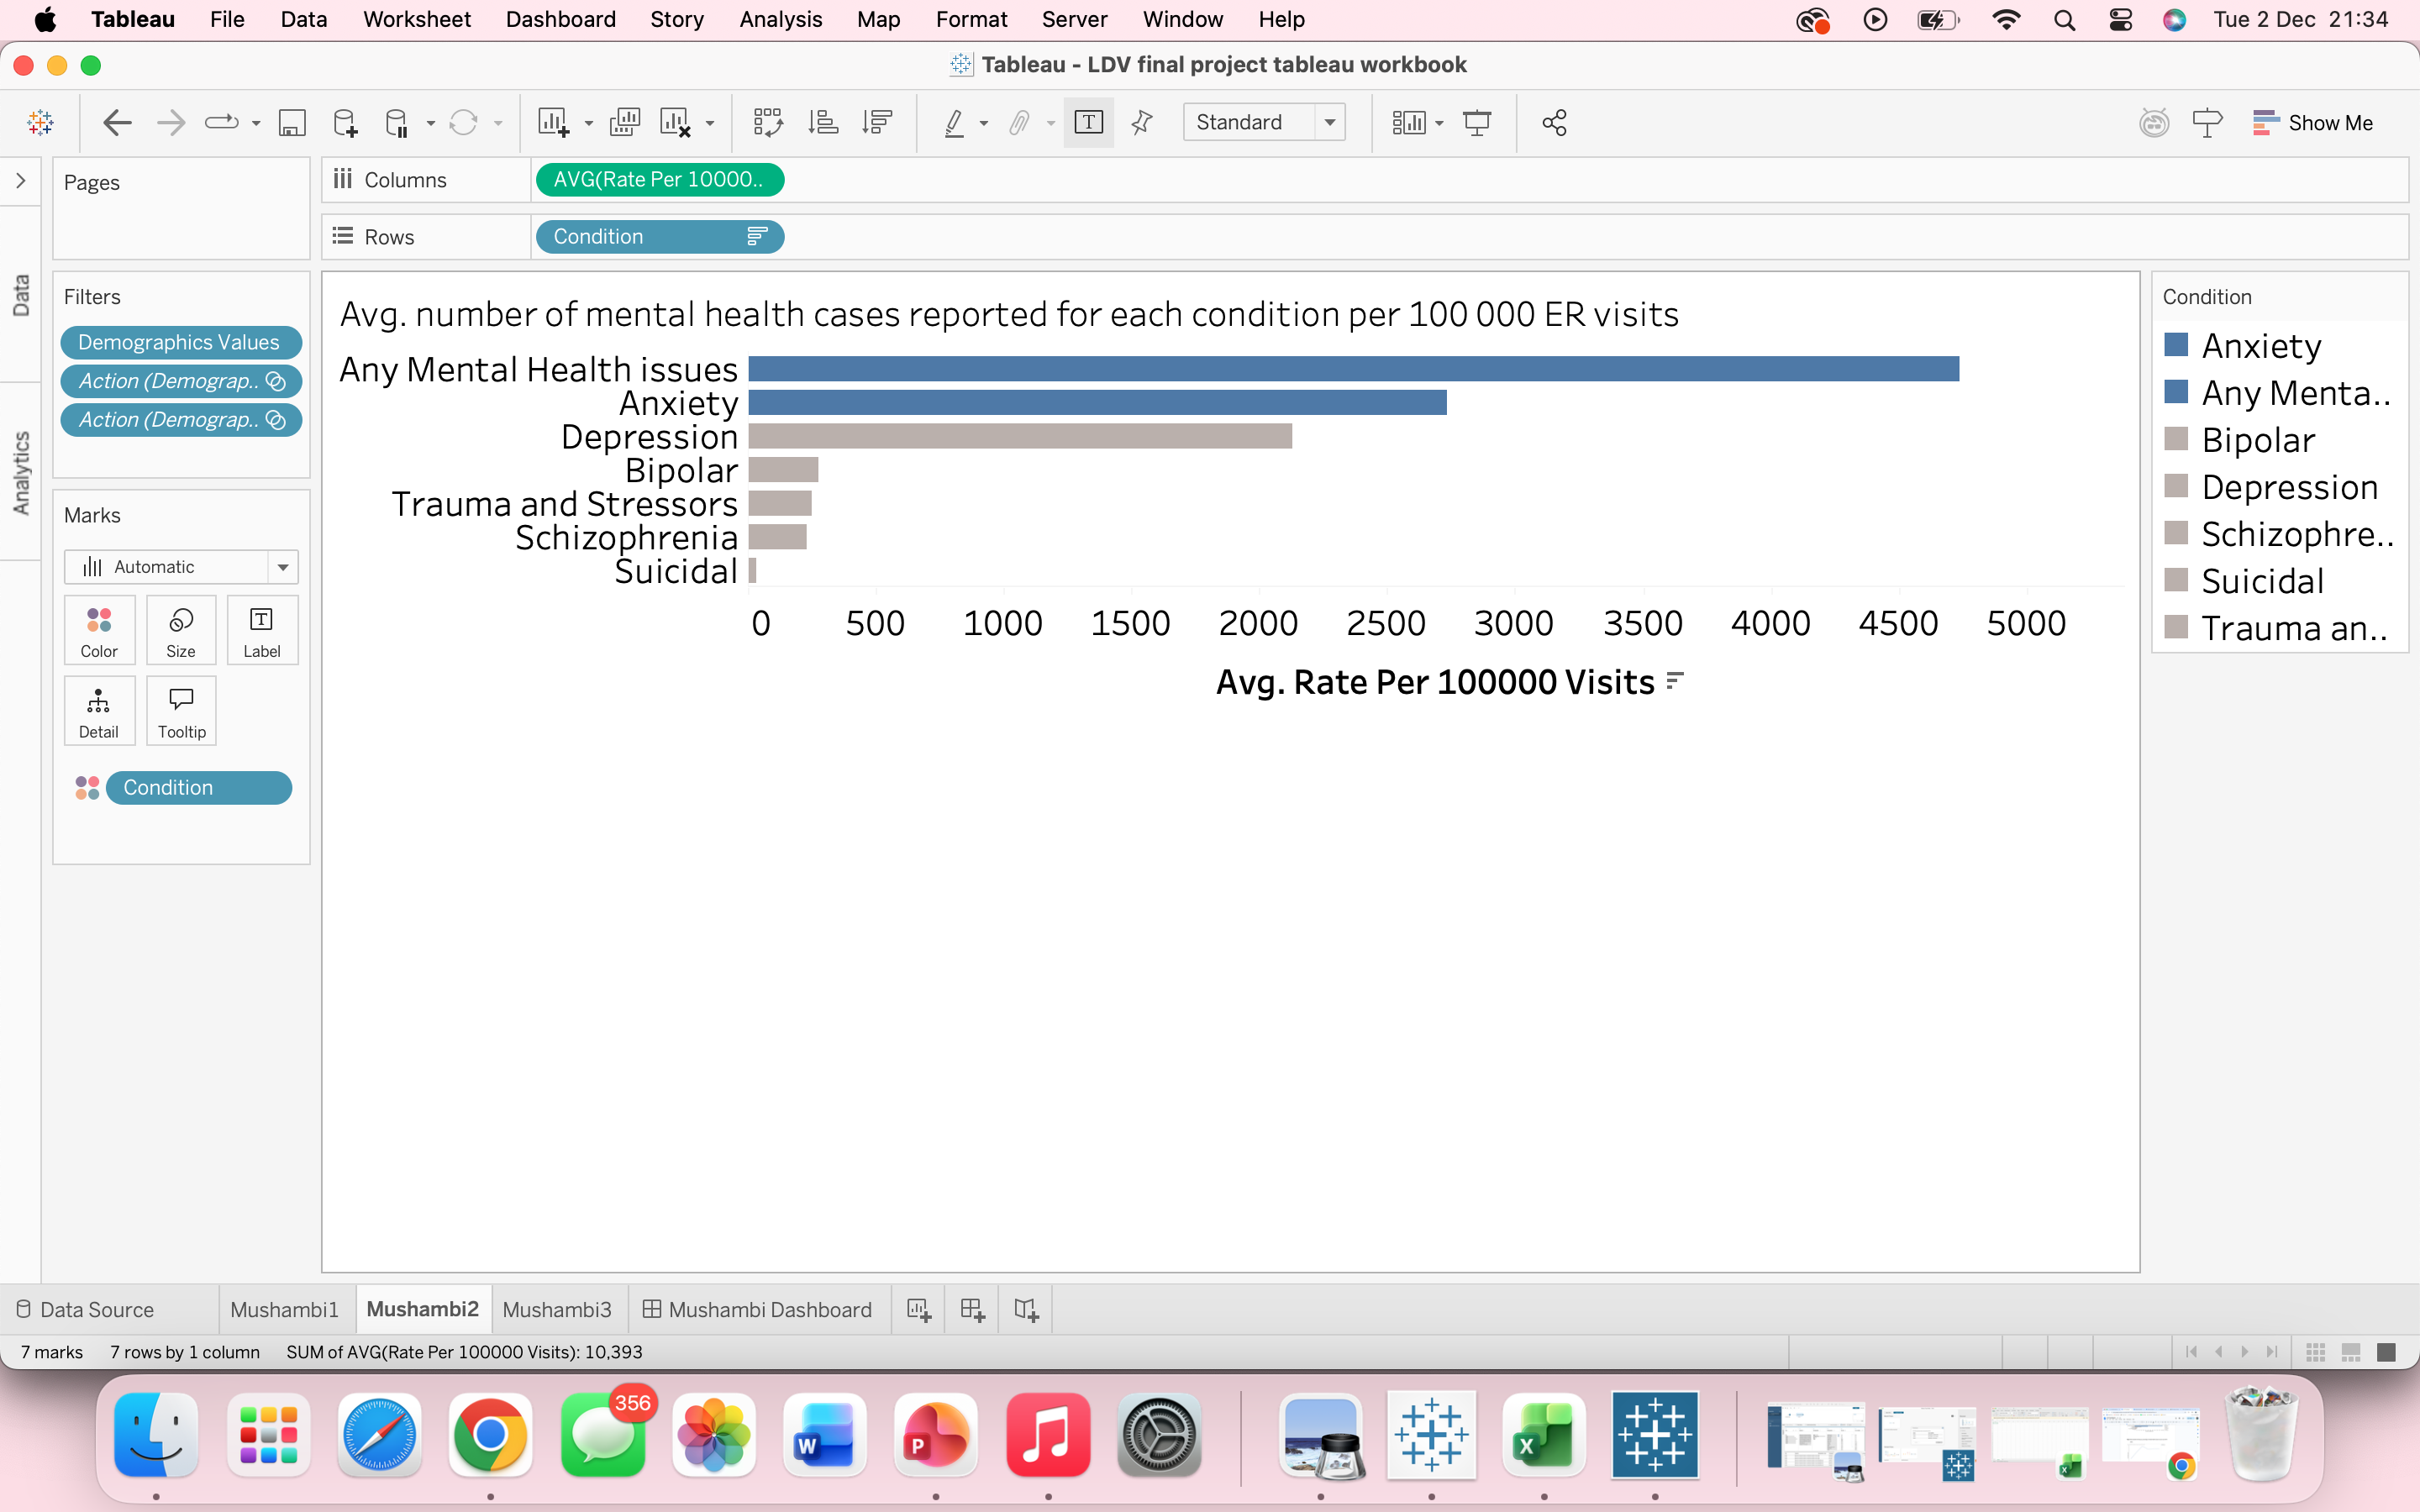 Tableau File Data Worksheet Dashboard Story Analysis Map Format Server Window Help Tue 2 Dec 21:34
Tableau - LDV final project tableau workbook
Standard
Show Me
Pages
Columns
AVG(Rate Per 10000..
Rows
Condition
Data
Analytics
Filters
Demographics Values
Action (Demograp..
Action (Demograp..
Marks
Automatic
Color
Size
Label
Detail
Tooltip
Condition
Avg. number of mental health cases reported for each condition per 100 000 ER visits
Any Mental Health issues
Anxiety
Depression
Bipolar
Trauma and Stressors
Schizophrenia
Suicidal
0 500 1000 1500 2000 2500 3000 3500 4000 4500 5000
Avg. Rate Per 100000 Visits
Condition
Anxiety
Any Menta..
Bipolar
Depression
Schizophre..
Suicidal
Trauma an..
Data Source Mushambi1 Mushambi2 Mushambi3 Mushambi Dashboard
7 marks 7 rows by 1 column SUM of AVG(Rate Per 100000 Visits): 10,393
356
W
P
X